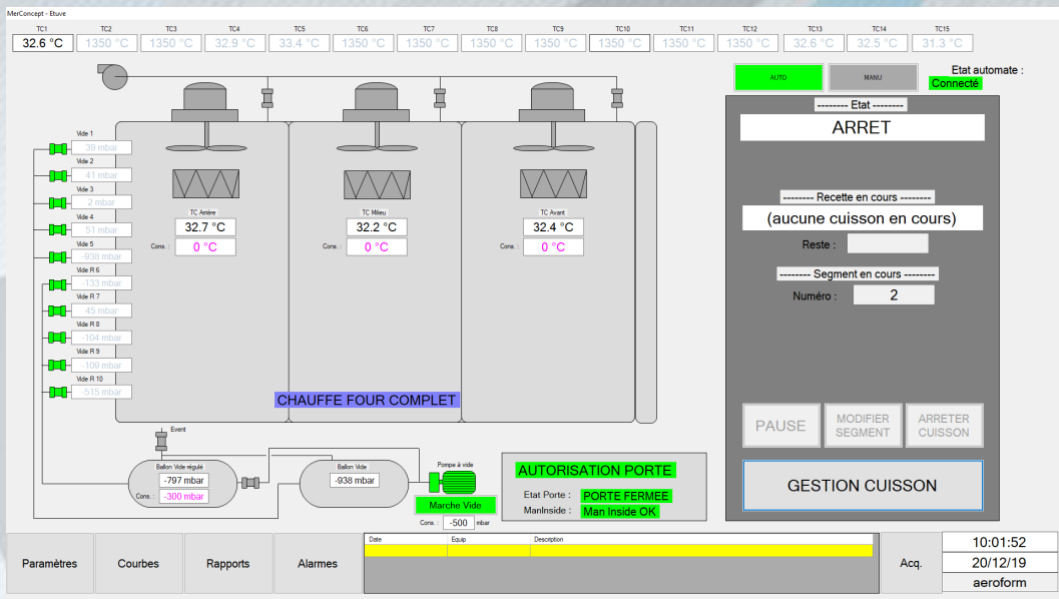 MerConcept - Etuve
TC1 TC2 TC3 TC4 TC5 TC6 TC7 TC8 TC9 TC10 TC11 TC12 TC13 TC14 TC15
32.6 °C 1350 °C 1350 °C 32.9 °C 33.4 °C 1350 °C 1350 °C 1350 °C 1350 °C 1350 °C 1350 °C 1350 °C 32.6 °C 32.5 °C 31.3 °C
AUTO MANU Etat automate :
Connecté
-------- Etat --------
ARRET
Vide 1
39 mbar
Vide 2
41 mbar
Vide 3
2 mbar
Vide 4
51 mbar
Vide 5
-938 mbar
Vide R 6
-133 mbar
Vide R 7
45 mbar
Vide R 8
-104 mbar
Vide R 9
-109 mbar
Vide R 10
-515 mbar
TC Arrière TC Milieu TC Avant
32.7 °C 32.2 °C 32.4 °C
Cons. : 0 °C Cons. : 0 °C Cons. : 0 °C
-------- Recette en cours --------
(aucune cuisson en cours)
Reste :
-------- Segment en cours --------
Numéro : 2
CHAUFFE FOUR COMPLET
PAUSE MODIFIER SEGMENT ARRETER CUISSON
GESTION CUISSON
Event
Ballon Vide régulé
-797 mbar
Cons. : -300 mbar
Ballon Vide
-938 mbar
Pompe à vide
Marche Vide
Cons. : -500 mbar
AUTORISATION PORTE
Etat Porte : PORTE FERMEE
ManInside : Man Inside OK
Paramètres Courbes Rapports Alarmes
Date Equip Description
Acq.
10:01:52
20/12/19
aeroform